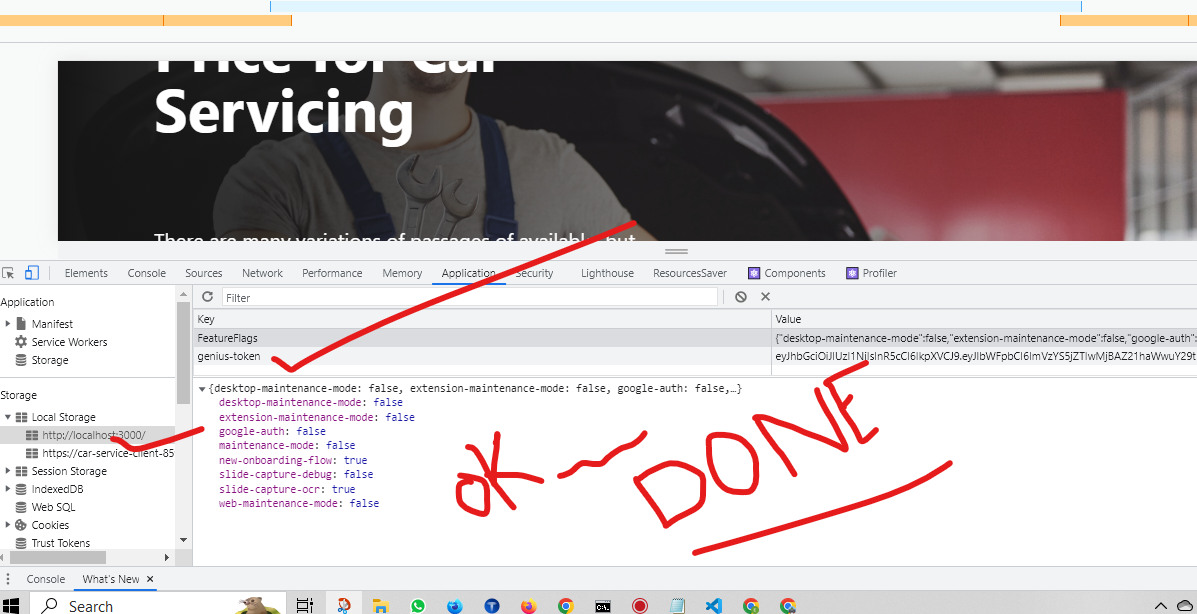 Price for Car
Servicing
There are many variations of passages of availabl
but
Elements Console Sources Network Performance Memory Application Security Lighthouse ResourcesSaver Components Profiler
Application
Manifest
Service Workers
Storage
Storage
Local Storage
http://localhost:3000/
https://car-service-client-85
Session Storage
IndexedDB
Web SQL
Cookies
Trust Tokens
Filter
Key Value
FeatureFlags {"desktop-maintenance-mode":false,"extension-maintenance-mode":false,"google-auth":
genius-token
{desktop-maintenance-mode: false, extension-maintenance-mode: false, google-auth: false,…}
desktop-maintenance-mode: false
extension-maintenance-mode: false
google-auth: false
maintenance-mode: false
new-onboarding-flow: true
slide-capture-debug: false
slide-capture-ocr: true
web-maintenance-mode: false
OK — DONE
Console What's New
Search